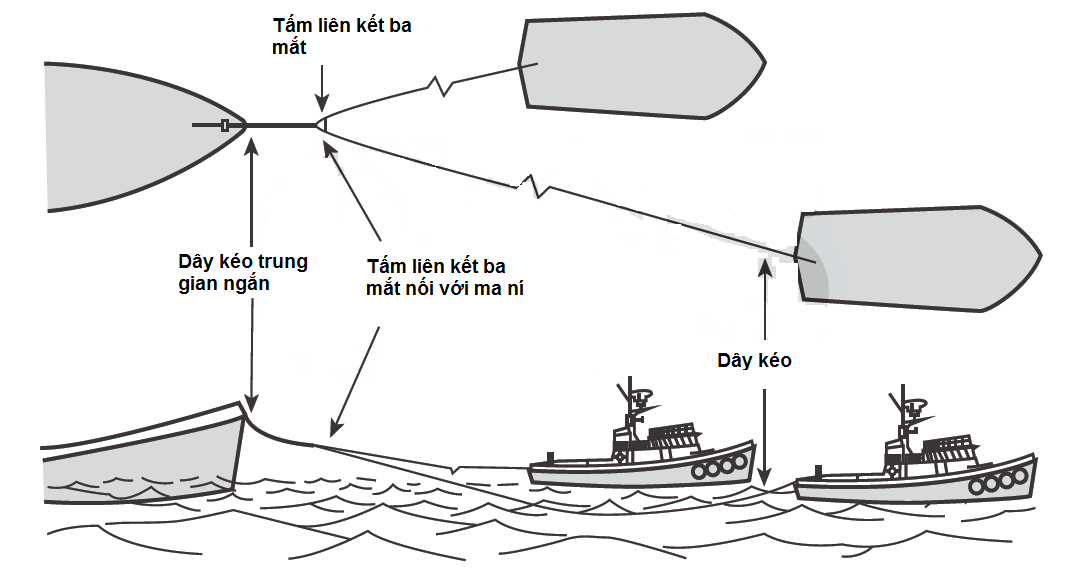 Tấm liên kết ba
mắt
Dây kéo trung
gian ngắn
Tấm liên kết ba
mắt nối với ma ní
Dây kéo